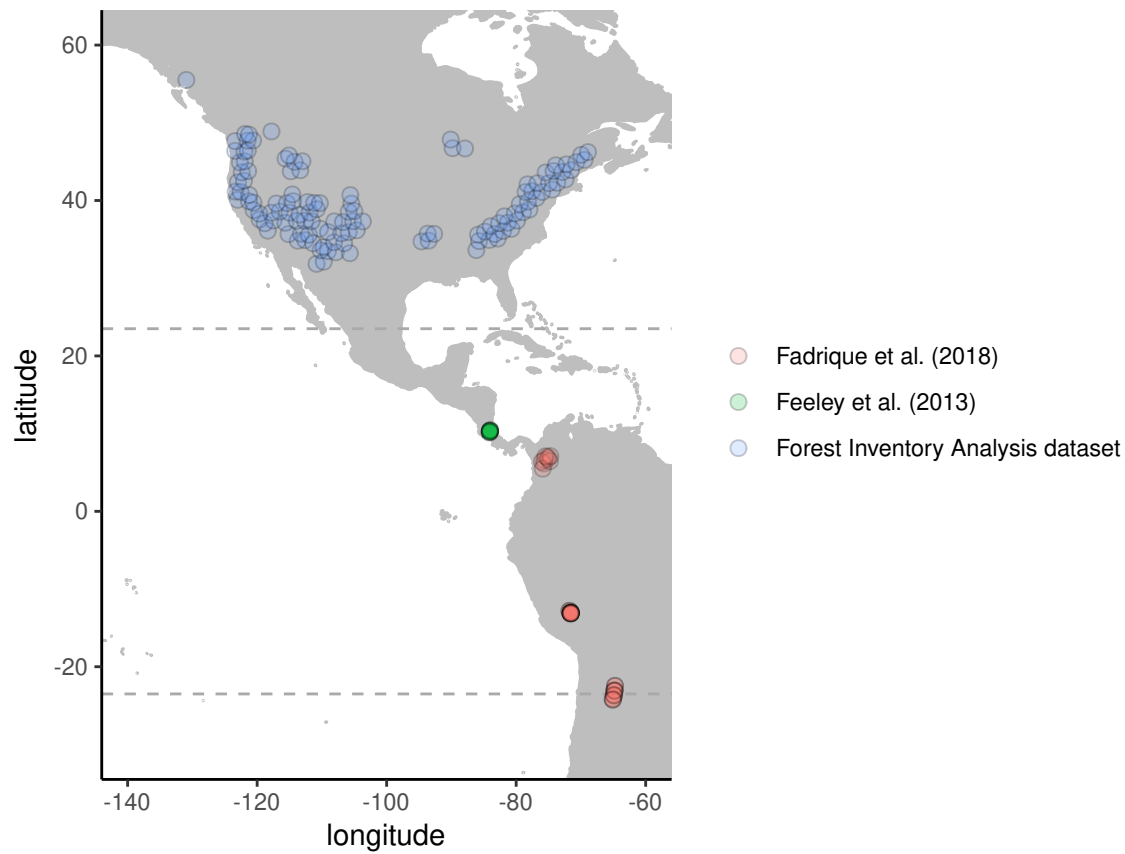 60
40
20
0
-20
latitude
-140
-120
-100
-80
-60
longitude
Fadrique et al. (2018)
Feeley et al. (2013)
Forest Inventory Analysis dataset